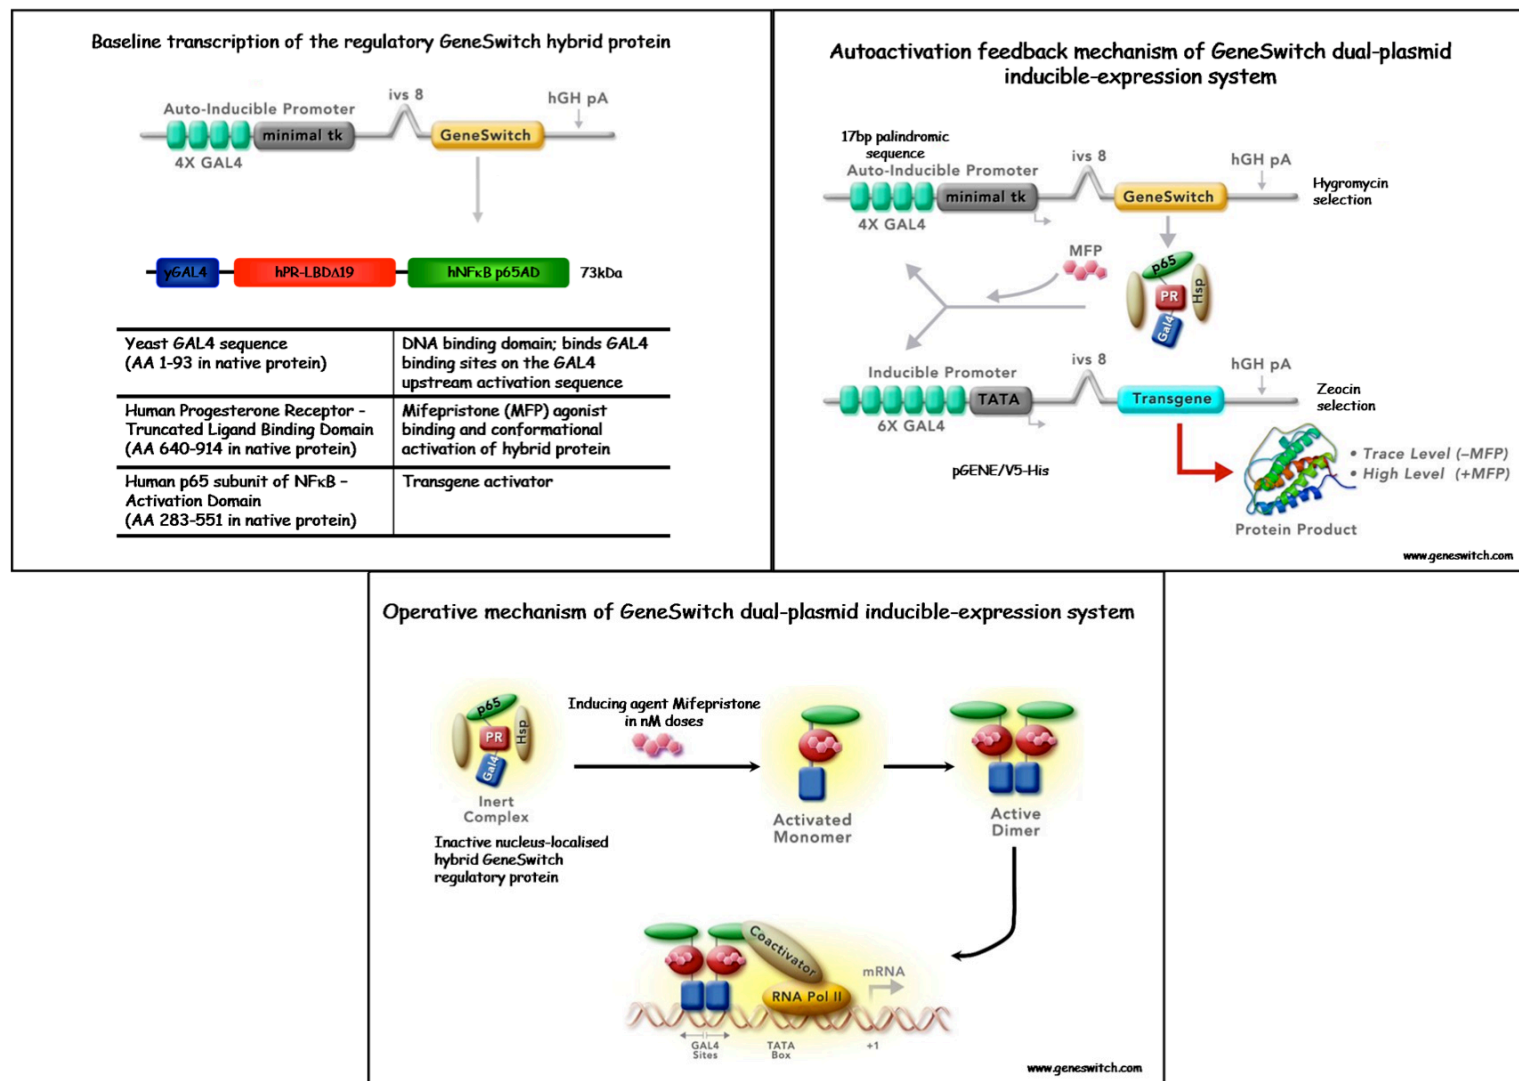 Baseline transcription of the regulatory GeneSwitch hybrid protein
ivs 8
hGH pA
Auto-Inducible Promoter
minimal tk
GeneSwitch
4X GAL4
yGAL4
hPR-LBDΔ19
hNFκB p65AD
73kDa
Yeast GAL4 sequence
(AA 1-93 in native protein)
DNA binding domain; binds GAL4
binding sites on the GAL4
upstream activation sequence
Human Progesterone Receptor –
Truncated Ligand Binding Domain
(AA 640-914 in native protein)
Mifepristone (MFP) agonist
binding and conformational
activation of hybrid protein
Human p65 subunit of NFκB –
Activation Domain
(AA 283-551 in native protein)
Transgene activator
Autoactivation feedback mechanism of GeneSwitch dual-plasmid
inducible-expression system
17bp palindromic
sequence
Auto-Inducible Promoter
ivs 8
hGH pA
minimal tk
GeneSwitch
Hygromycin
selection
4X GAL4
MFP
p65
PR
Hsp
Gal4
Inducible Promoter
ivs 8
hGH pA
TATA
Transgene
Zeocin
selection
6X GAL4
pGENE/V5-His
• Trace Level (–MFP)
• High Level (+MFP)
Protein Product
www.geneswitch.com
Operative mechanism of GeneSwitch dual-plasmid inducible-expression system
p65
PR
Hsp
Gal4
Inert
Complex
Inactive nucleus-localised
hybrid GeneSwitch
regulatory protein
Inducing agent Mifepristone
in nM doses
Activated
Monomer
Active
Dimer
Coactivator
RNA Pol II
mRNA
GAL4
Sites
TATA
Box
+1
www.geneswitch.com